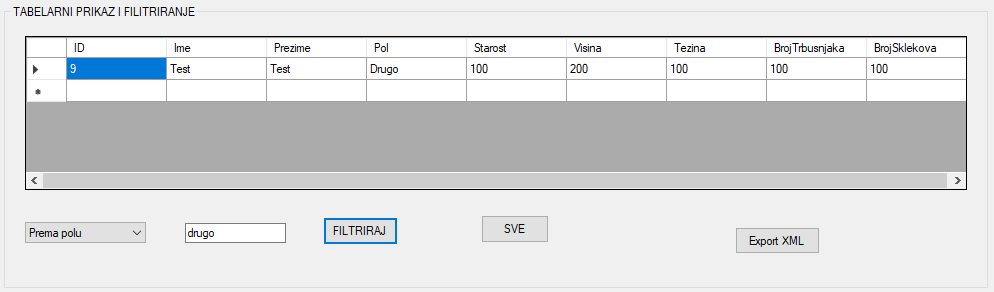 TABELARNI PRIKAZ I FILITRIRANJE
ID Ime Prezime Pol Starost Visina Tezina BrojTrbusnjaka BrojSklekova
9 Test Test Drugo 100 200 100 100 100
Prema polu drugo FILTRIRAJ SVE Export XML